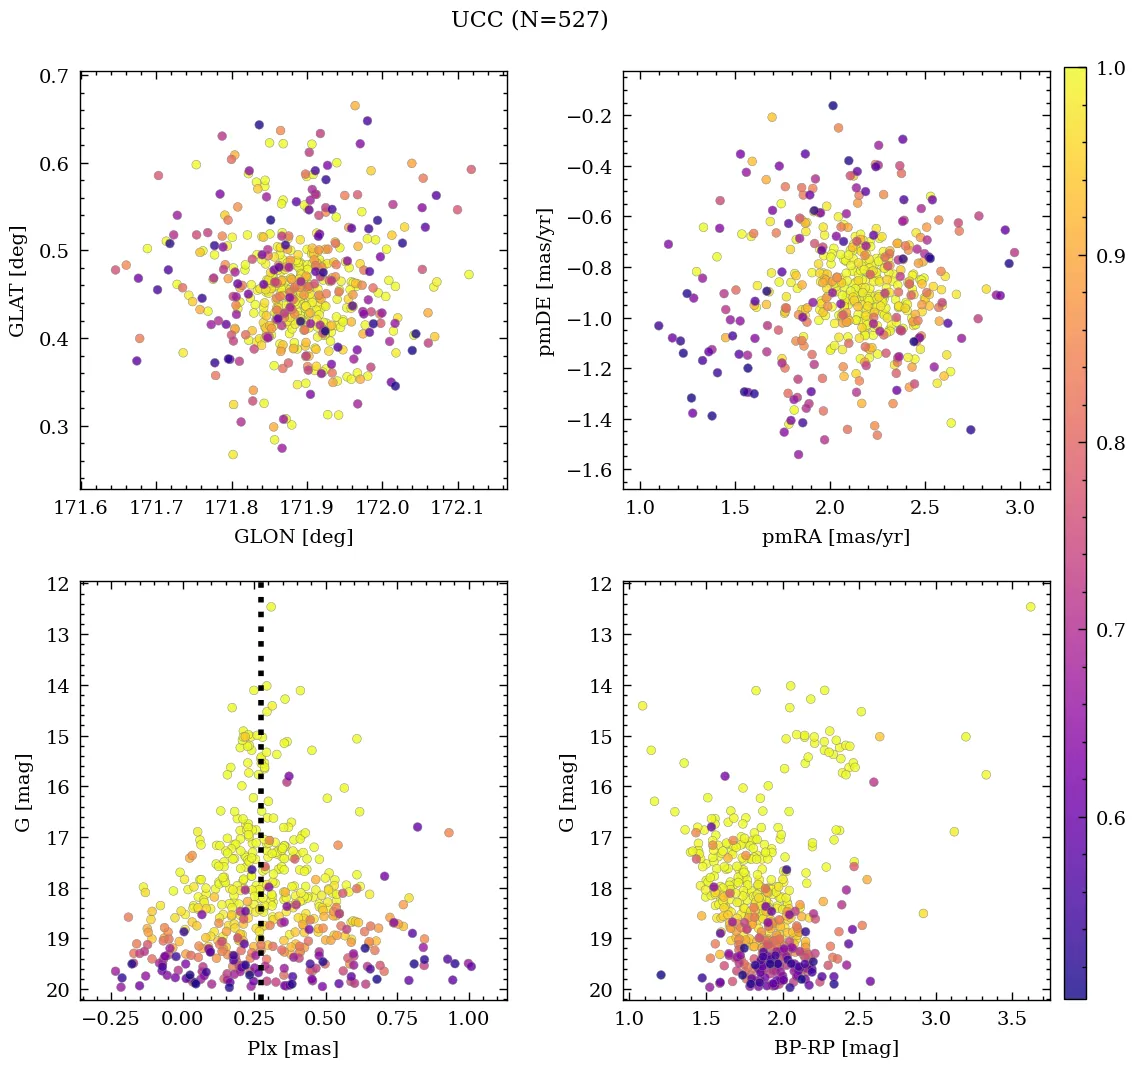 UCC (N=527)
0.7
0.6
0.5
0.4
0.3
GLAT [deg]
171.6 171.7 171.8 171.9 172.0 172.1
GLON [deg]
−0.2
−0.4
−0.6
−0.8
−1.0
−1.2
−1.4
−1.6
pmDE [mas/yr]
1.0 1.5 2.0 2.5 3.0
pmRA [mas/yr]
1.0
0.9
0.8
0.7
0.6
12
13
14
15
16
17
18
19
20
G [mag]
−0.25 0.00 0.25 0.50 0.75 1.00
Plx [mas]
12
13
14
15
16
17
18
19
20
G [mag]
1.0 1.5 2.0 2.5 3.0 3.5
BP-RP [mag]